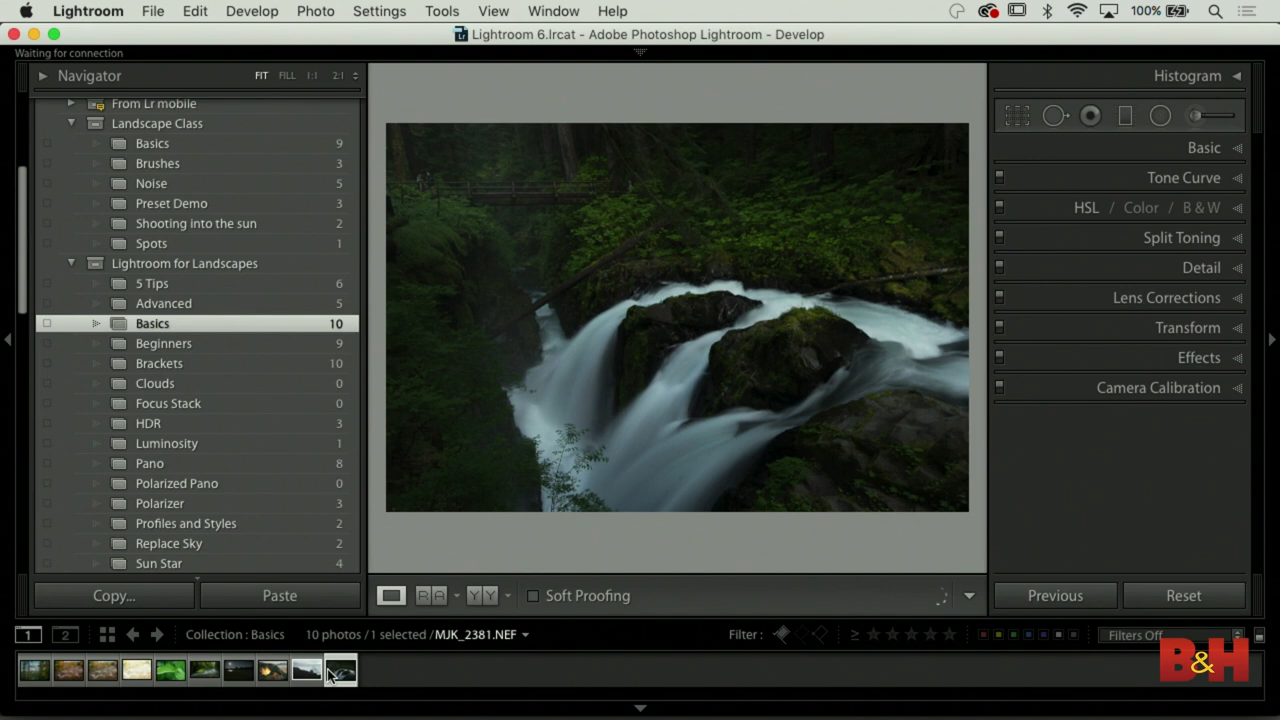 Lightroom File Edit Develop Photo Settings Tools View Window Help 100%
Lightroom 6.lrcat - Adobe Photoshop Lightroom - Develop
Waiting for connection
Navigator FIT FILL 1:1 2:1
Histogram
From Lr mobile
Landscape Class
Basics 9
Brushes 3
Noise 5
Preset Demo 3
Shooting into the sun 2
Spots 1
Lightroom for Landscapes
5 Tips 6
Advanced 5
Basics 10
Beginners 9
Brackets 10
Clouds 0
Focus Stack 0
HDR 3
Luminosity 1
Pano 8
Polarized Pano 0
Polarizer 3
Profiles and Styles 2
Replace Sky 2
Sun Star 4
Basic
Tone Curve
HSL / Color / B & W
Split Toning
Detail
Lens Corrections
Transform
Effects
Camera Calibration
Copy... Paste
R A Y Y Soft Proofing
Previous Reset
1 2 Collection : Basics 10 photos / 1 selected / MJK_2381.NEF
Filter : ≥ Filters Off
B&H